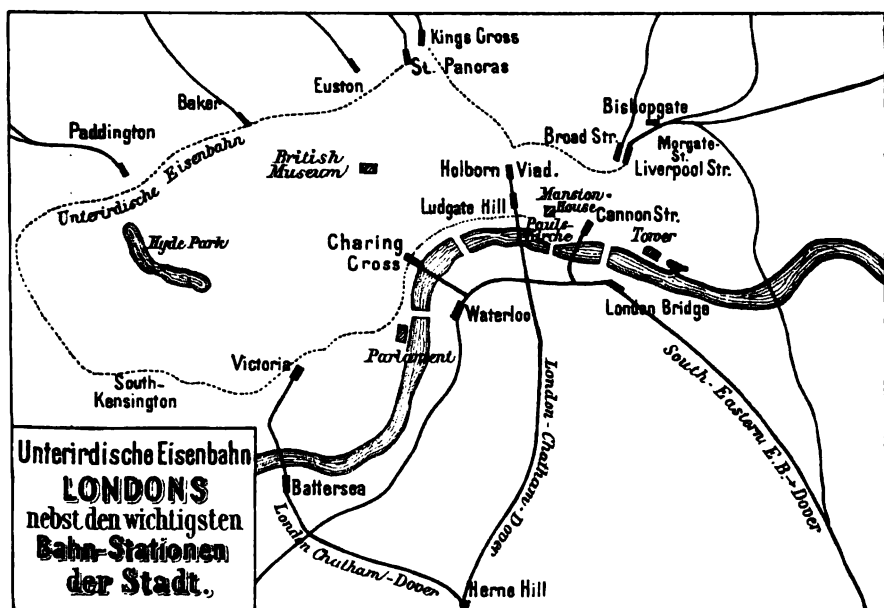 Kings Cross
St. Panoras
Euston
Baker
Paddington
Unterirdische Eisenbahn
British
Museum
Bishopgate
Broad Str.
Morgate-
St.
Liverpool Str.
Holborn Viad.
Ludgate Hill
Mansion-
House
Cannon Str.
Pauls-
kirche
Tower
Hyde Park
Charing
Cross
Waterloo
London Bridge
Parlament
Victoria
South-
Kensington
Battersea
London Chatham-Dover
London-Chatham-Dover
South-Eastern E.B.→Dover
Herne Hill
Unterirdische Eisenbahn
LONDONS
nebst den wichtigsten
Bahn-Stationen
der Stadt.